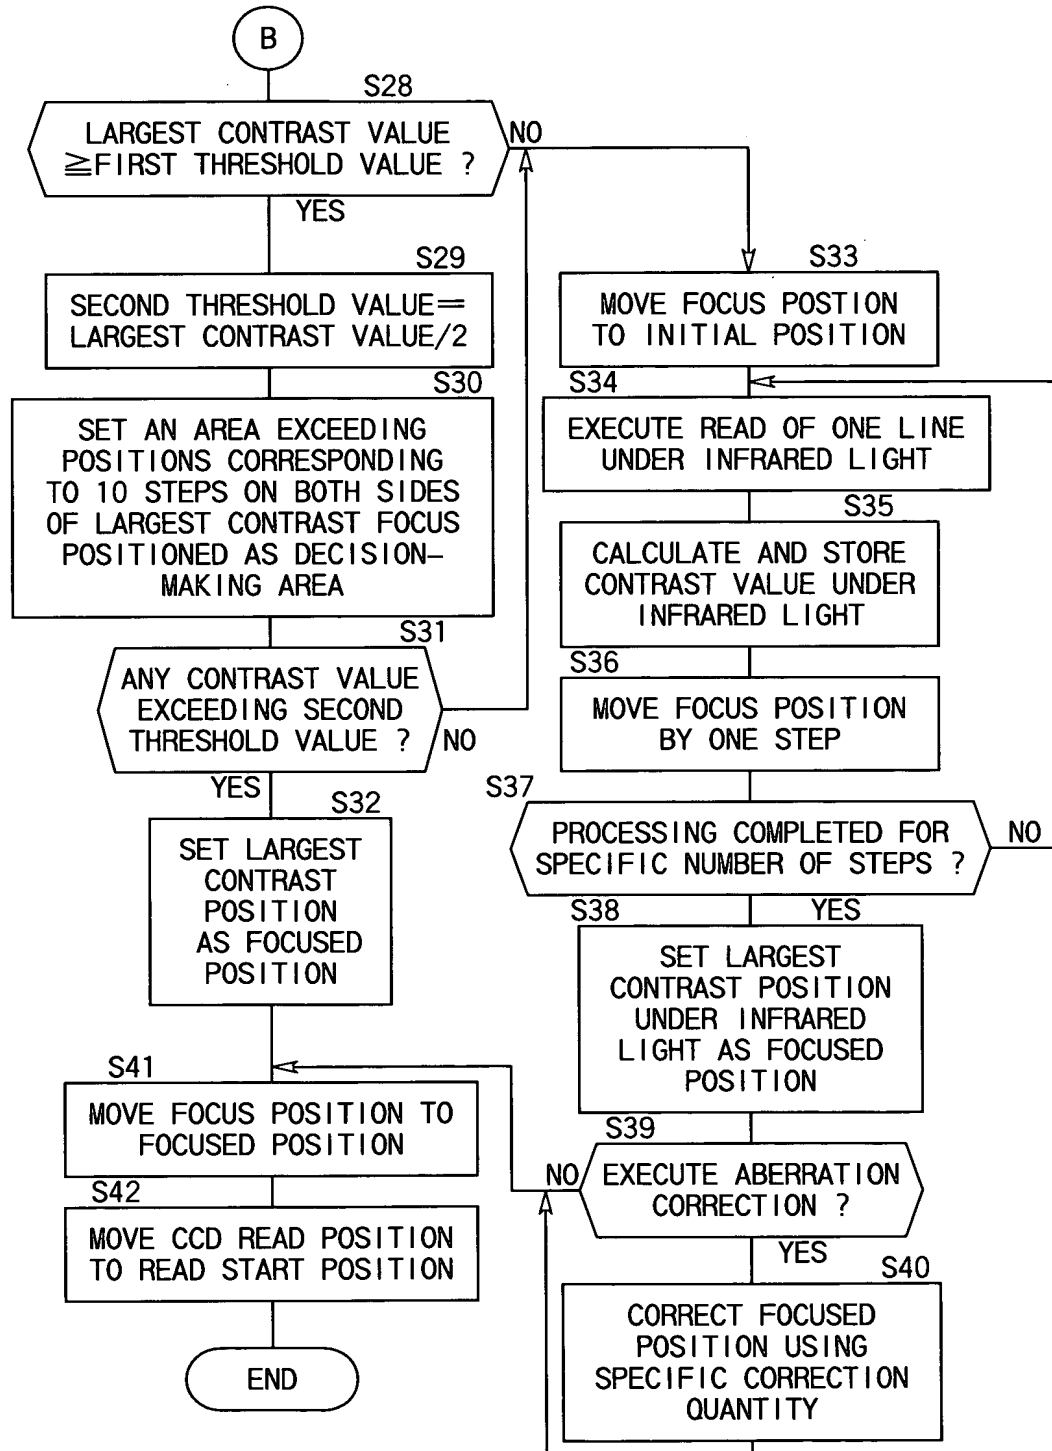 B
S28
LARGEST CONTRAST VALUE
≧FIRST THRESHOLD VALUE ?
NO
YES
S29
SECOND THRESHOLD VALUE=
LARGEST CONTRAST VALUE/2
S30
SET AN AREA EXCEEDING
POSITIONS CORRESPONDING
TO 10 STEPS ON BOTH SIDES
OF LARGEST CONTRAST FOCUS
POSITIONED AS DECISION-
MAKING AREA
S31
ANY CONTRAST VALUE
EXCEEDING SECOND
THRESHOLD VALUE ?
NO
YES
S32
SET LARGEST
CONTRAST
POSITION
AS FOCUSED
POSITION
S33
MOVE FOCUS POSTION
TO INITIAL POSITION
S34
EXECUTE READ OF ONE LINE
UNDER INFRARED LIGHT
S35
CALCULATE AND STORE
CONTRAST VALUE UNDER
INFRARED LIGHT
S36
MOVE FOCUS POSITION
BY ONE STEP
S37
PROCESSING COMPLETED FOR
SPECIFIC NUMBER OF STEPS ?
NO
YES
S38
SET LARGEST
CONTRAST POSITION
UNDER INFRARED
LIGHT AS FOCUSED
POSITION
S39
EXECUTE ABERRATION
CORRECTION ?
NO
YES
S40
CORRECT FOCUSED
POSITION USING
SPECIFIC CORRECTION
QUANTITY
S41
MOVE FOCUS POSITION TO
FOCUSED POSITION
S42
MOVE CCD READ POSITION
TO READ START POSITION
END